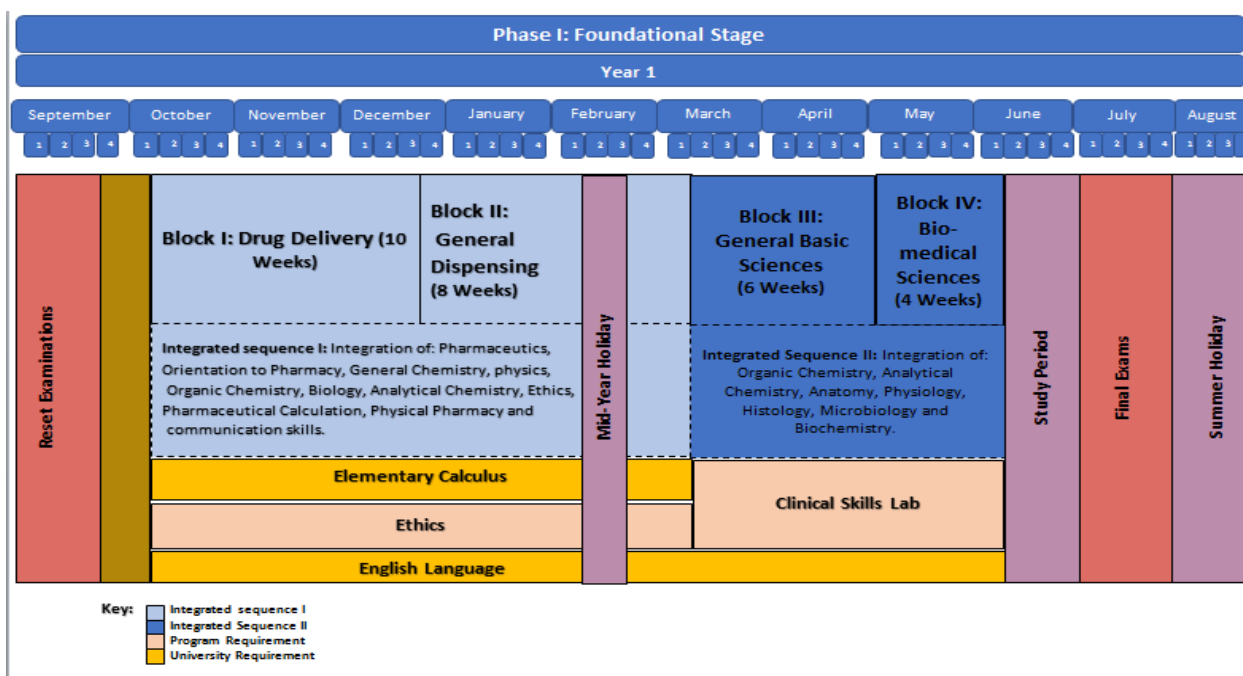 Phase I: Foundational Stage
Year 1
September October November December January February March April May June July August
1 2 3 4 1 2 3 4 1 2 3 4 1 2 3 4 1 2 3 4 1 2 3 4 1 2 3 4 1 2 3 4 1 2 3 4 1 2 3 4 1 2 3 4 1 2 3
Reset Examinations
Block I: Drug Delivery (10
Weeks)
Block II:
General
Dispensing
(8 Weeks)
Mid-Year Holiday
Block III:
General Basic
Sciences
(6 Weeks)
Block IV:
Bio-
medical
Sciences
(4 Weeks)
Integrated sequence I: Integration of: Pharmaceutics,
Orientation to Pharmacy, General Chemistry, physics,
Organic Chemistry, Biology, Analytical Chemistry, Ethics,
Pharmaceutical Calculation, Physical Pharmacy and
communication skills.
Integrated Sequence II: Integration of:
Organic Chemistry, Analytical
Chemistry, Anatomy, Physiology,
Histology, Microbiology and
Biochemistry.
Study Period
Final Exams
Summer Holiday
Elementary Calculus
Ethics
Clinical Skills Lab
English Language
Key:
Integrated sequence I
Integrated Sequence II
Program Requirement
University Requirement